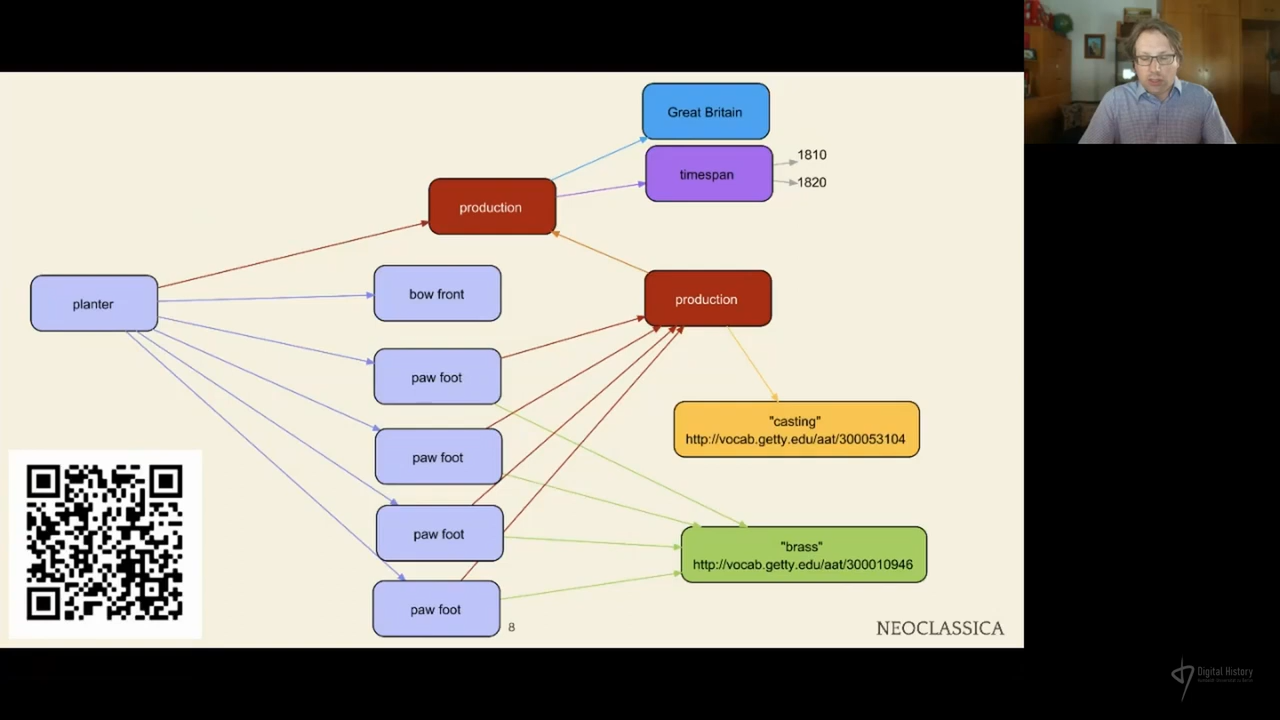 Great Britain
timespan
1810
1820
production
planter
bow front
production
paw foot
"casting"
http://vocab.getty.edu/aat/300053104
paw foot
paw foot
"brass"
http://vocab.getty.edu/aat/300010946
paw foot
8
NEOCLASSICA
Digital History